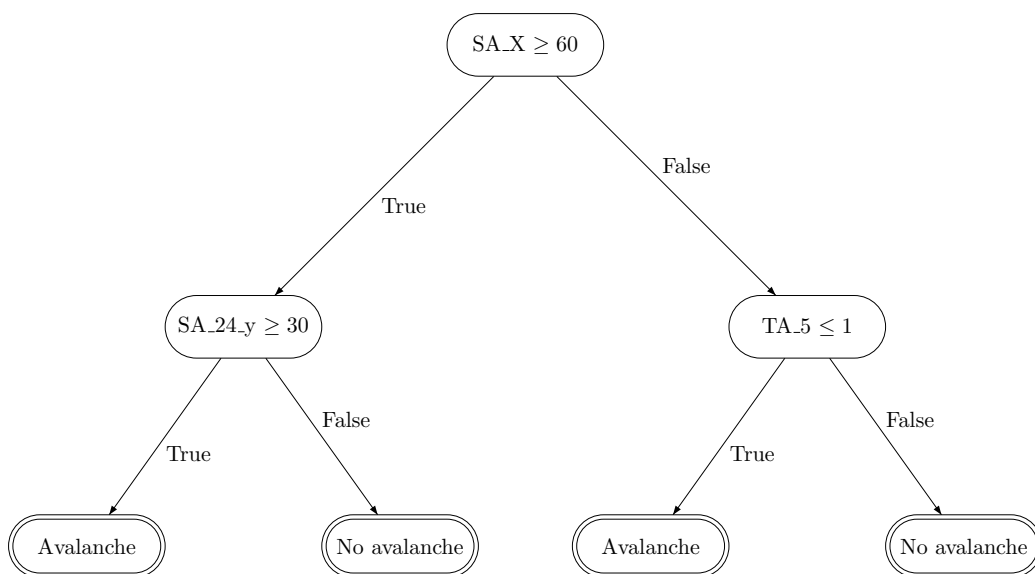 SA_X ≥ 60
False
True
SA_24_y ≥ 30
TA_5 ≤ 1
False
False
True
True
Avalanche
No avalanche
Avalanche
No avalanche